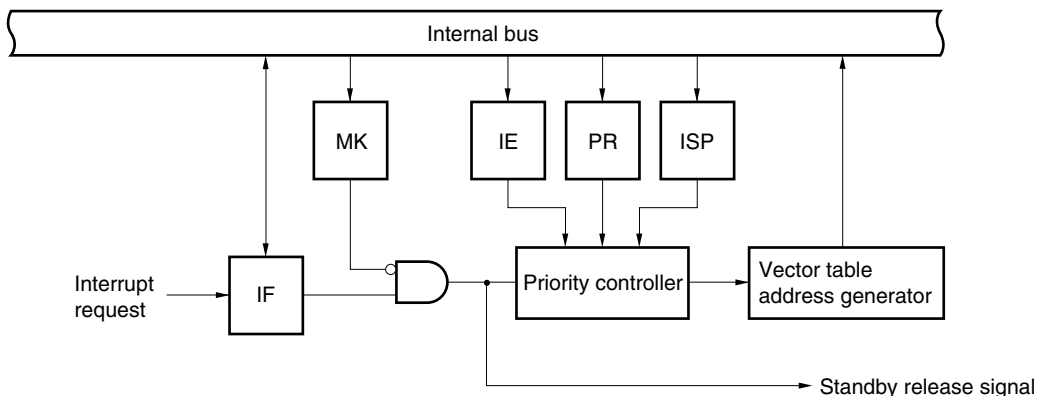 Internal bus
MK
IE
PR
ISP
Interrupt
request
IF
Priority controller
Vector table
address generator
Standby release signal